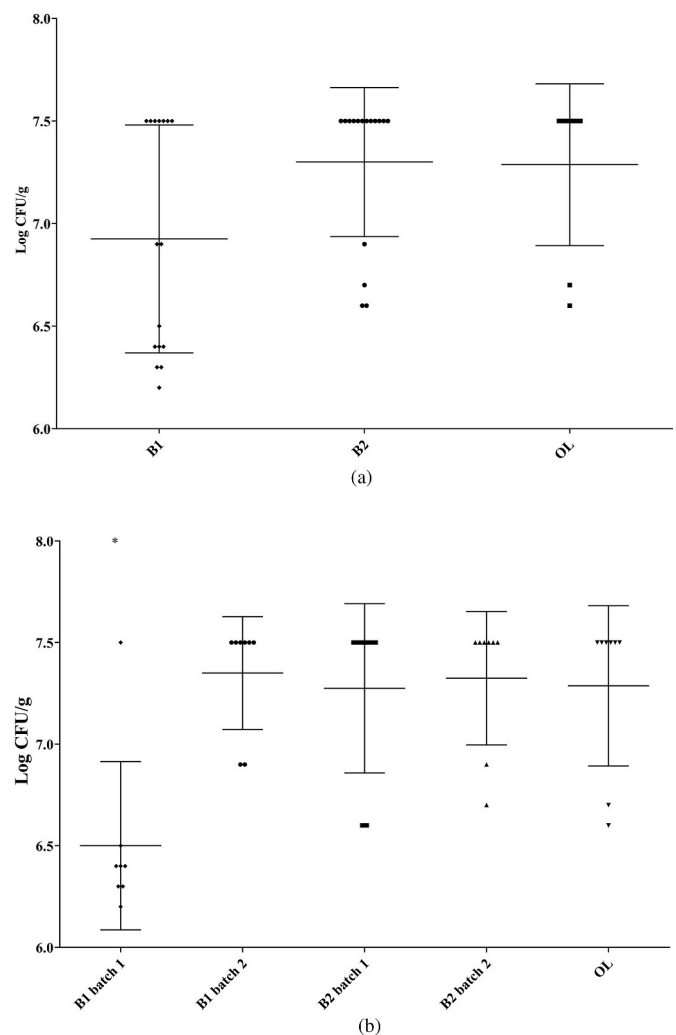 8.0
7.5
7.0
6.5
6.0
Log CFU/g
B1
B2
OL
(a)
8.0
7.5
7.0
6.5
6.0
Log CFU/g
*
B1 batch 1
B1 batch 2
B2 batch 1
B2 batch 2
OL
(b)